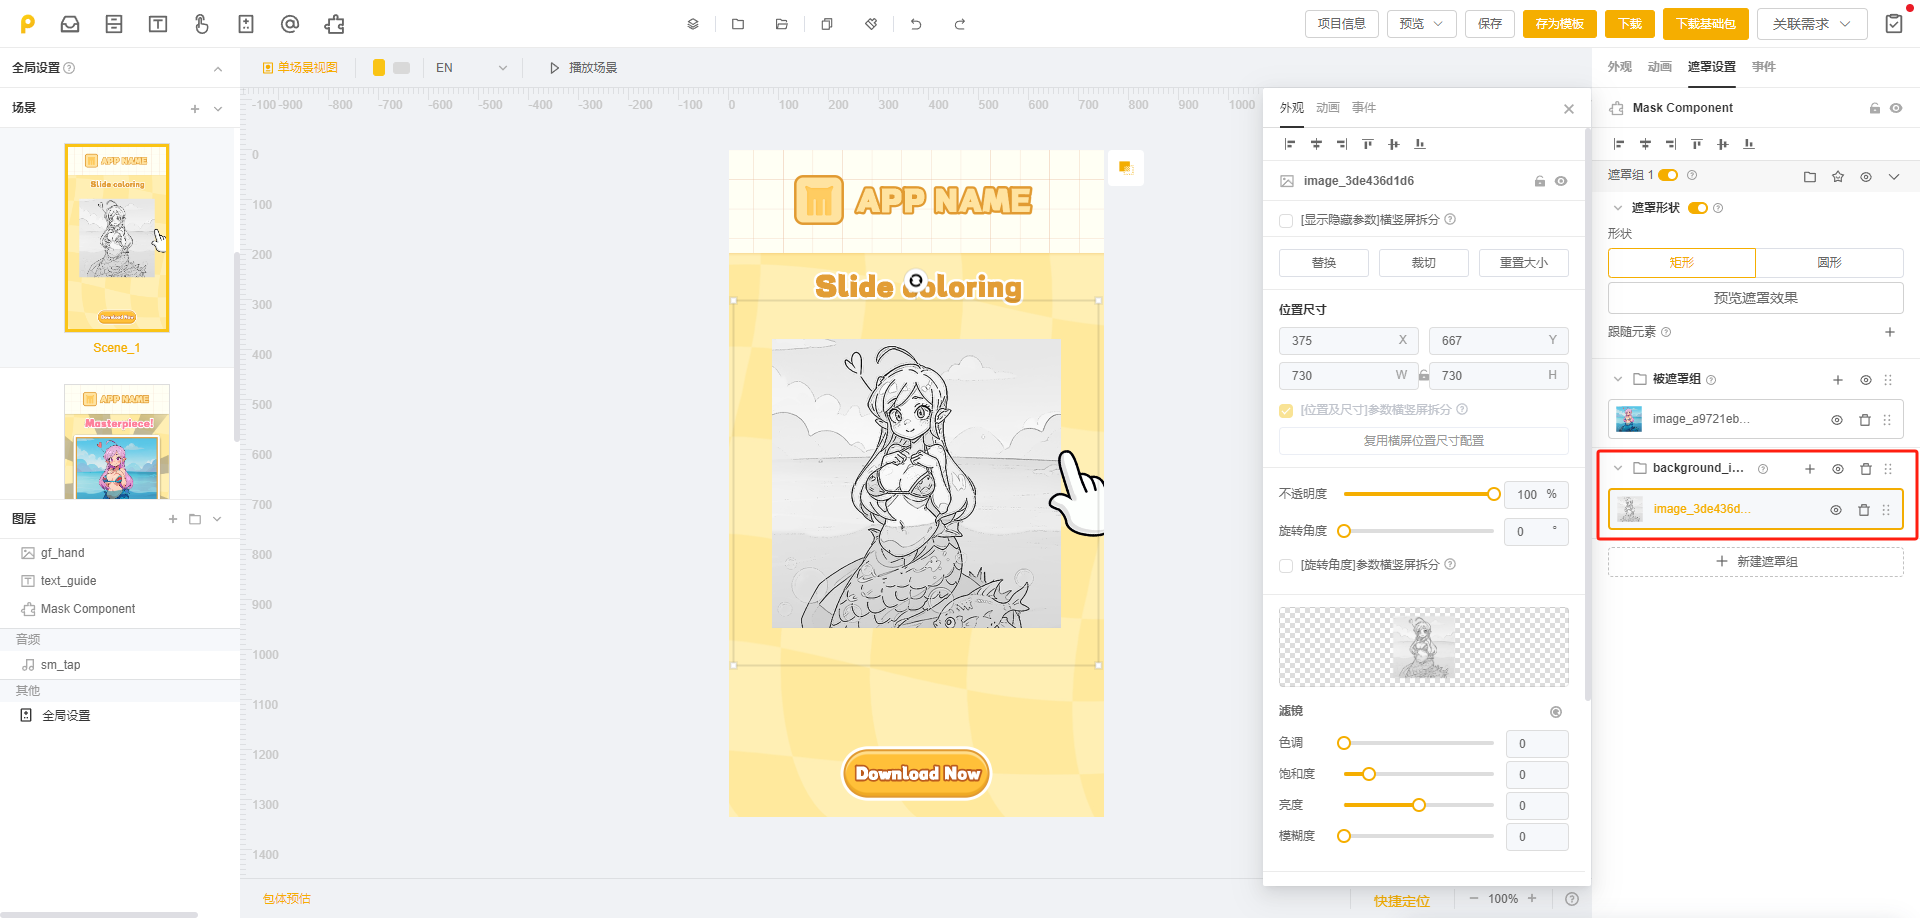 项目信息
预览
保存
存为模板
下载
下载基础包
关联需求
全局设置
场景
APP NAME
Slide coloring
Download Now
Scene_1
APP NAME
Masterpiece!
图层
gf_hand
text_guide
Mask Component
音频
sm_tap
其他
全局设置
单场景视图
EN
播放场景
-100 -900 -800 -700 -600 -500 -400 -300 -200 -100 0 100 200 300 400 500 600 700 800 900 1000
0
100
200
300
400
500
600
700
800
900
1000
1100
1200
1300
1400
APP NAME
Slide coloring
Download Now
包体预估
快捷定位
100%
外观 动画 事件
image_3de436d1d6
[显示隐藏参数]横竖屏拆分
替换
裁切
重置大小
位置尺寸
375 X
667 Y
730 W
730 H
[位置及尺寸]参数横竖屏拆分
复用横屏位置尺寸配置
不透明度 100 %
旋转角度 0 °
[旋转角度]参数横竖屏拆分
滤镜
色调 0
饱和度 0
亮度 0
模糊度 0
外观 动画 遮罩设置 事件
Mask Component
遮罩组 1
遮罩形状
形状
矩形
圆形
预览遮罩效果
跟随元素
被遮罩组
image_a9721eb...
background_i...
image_3de436d...
新建遮罩组